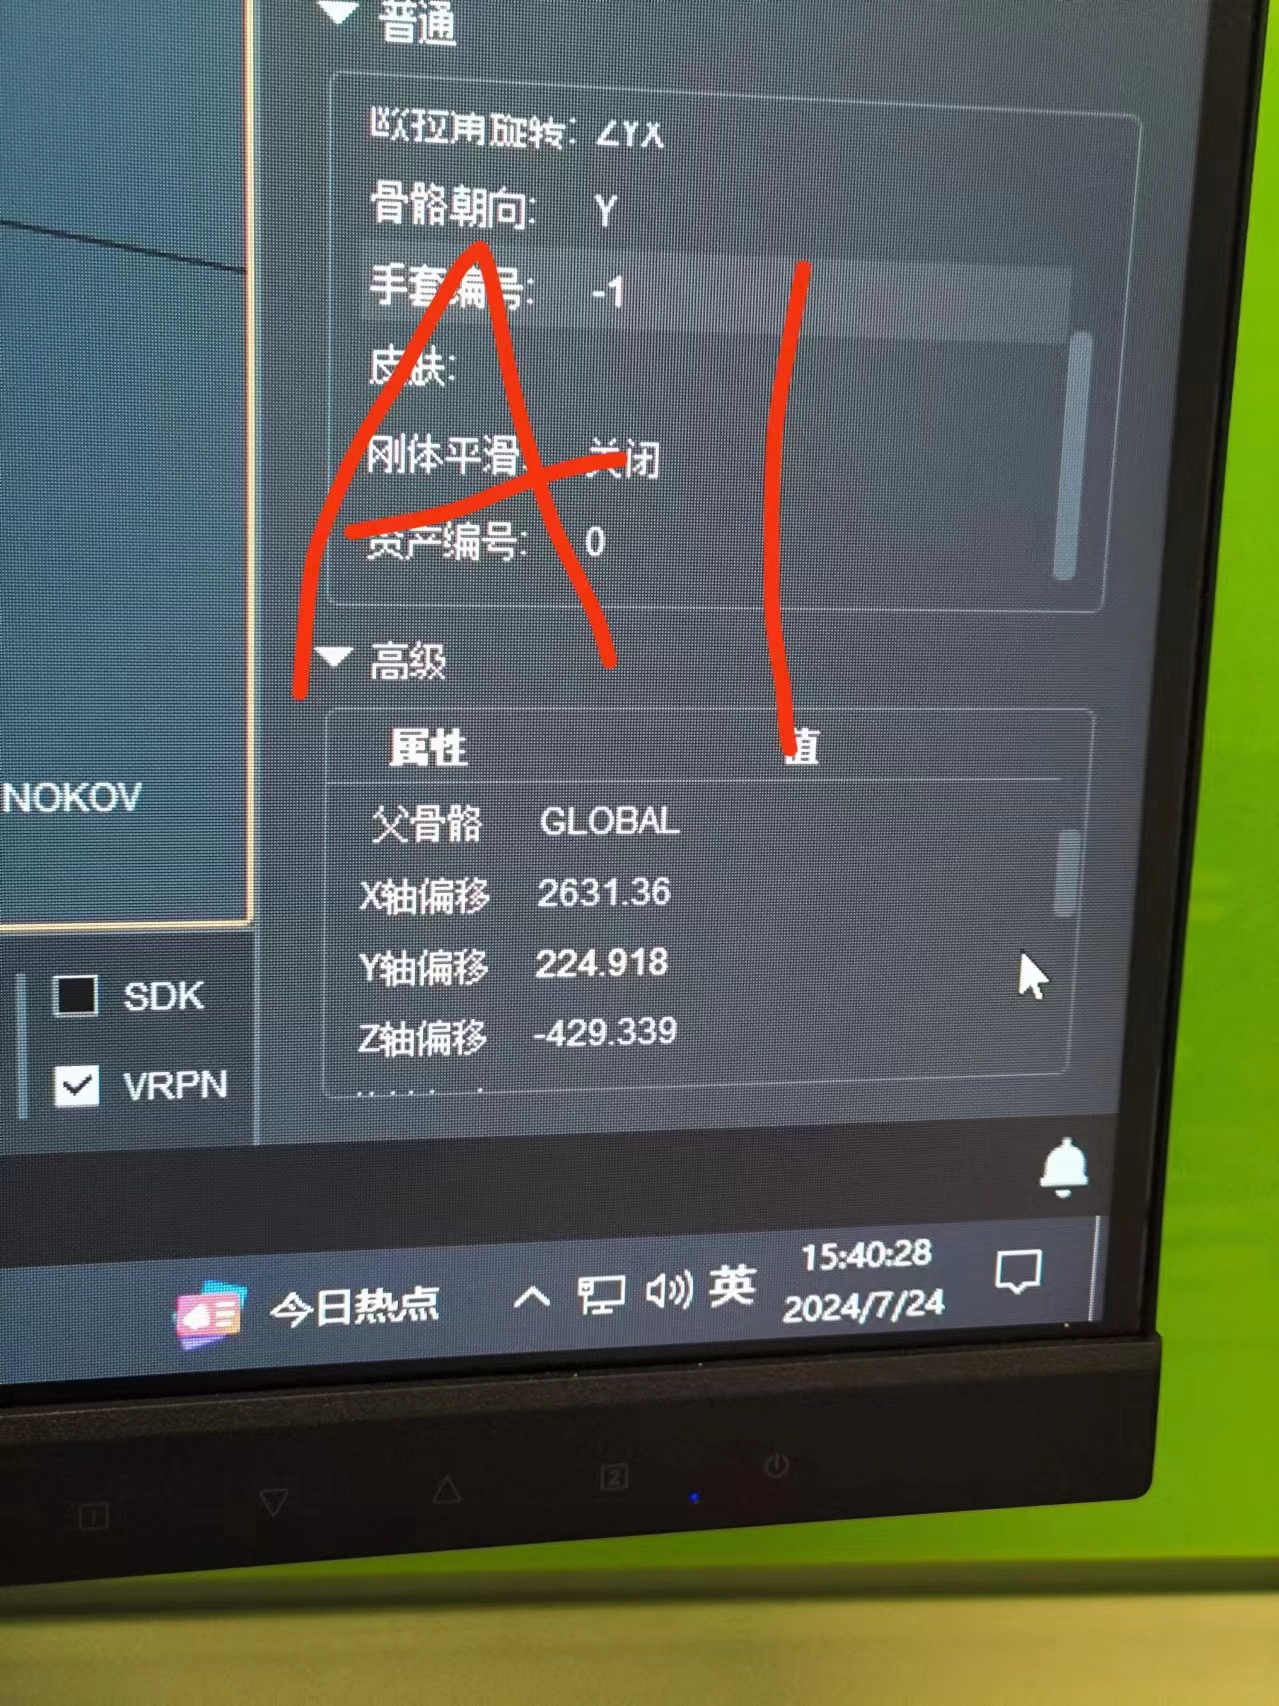 普通
欧拉角旋转: ZYX
骨骼朝向: Y
手套编号: -1
皮肤:
刚体平滑: 关闭
资产编号: 0
A1
高级
属性 值
NOKOV
父骨骼 GLOBAL
X轴偏移 2631.36
Y轴偏移 224.918
Z轴偏移 -429.339
SDK
VRPN
今日热点 英 15:40:28
2024/7/24
1 2